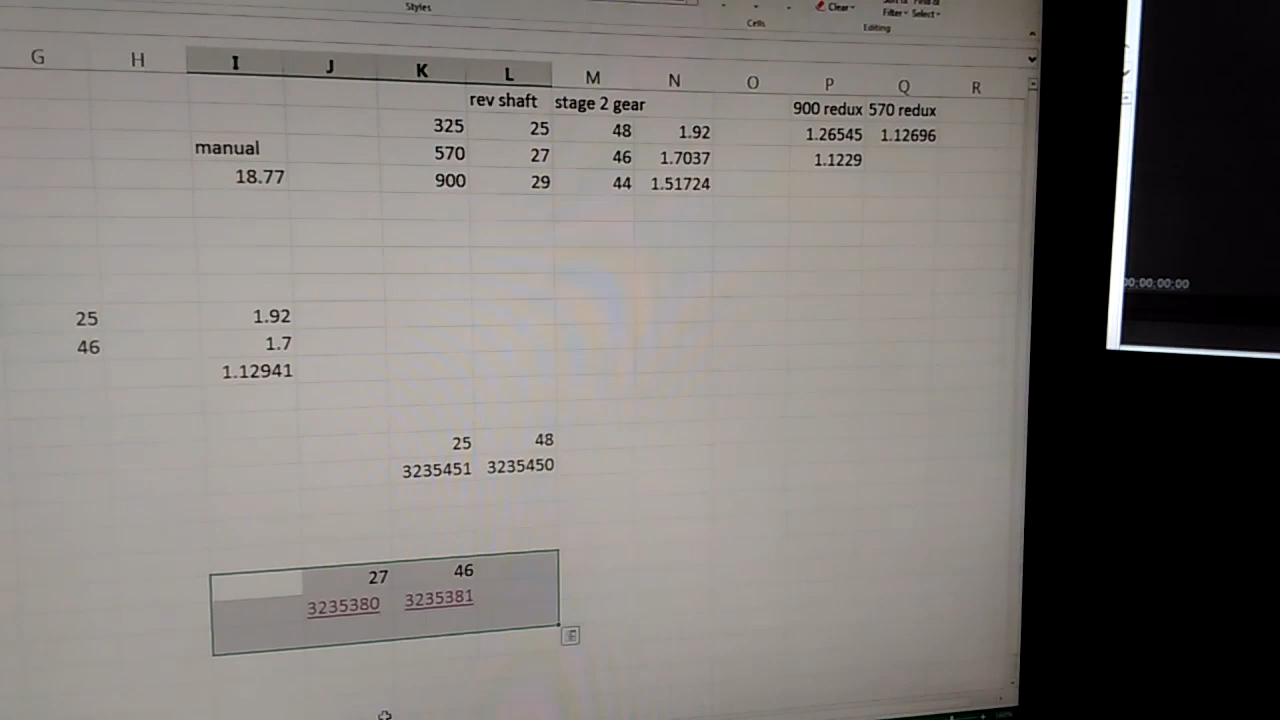 Styles
Clear
Filter Select
Cells
Editing
G H I J K L M N O P Q R
rev shaft stage 2 gear 900 redux 570 redux
325 25 48 1.92 1.26545 1.12696
manual 570 27 46 1.7037 1.1229
18.77 900 29 44 1.51724
00:00:00:00
25 1.92
46 1.7
1.12941
25 48
3235451 3235450
27 46
3235380 3235381